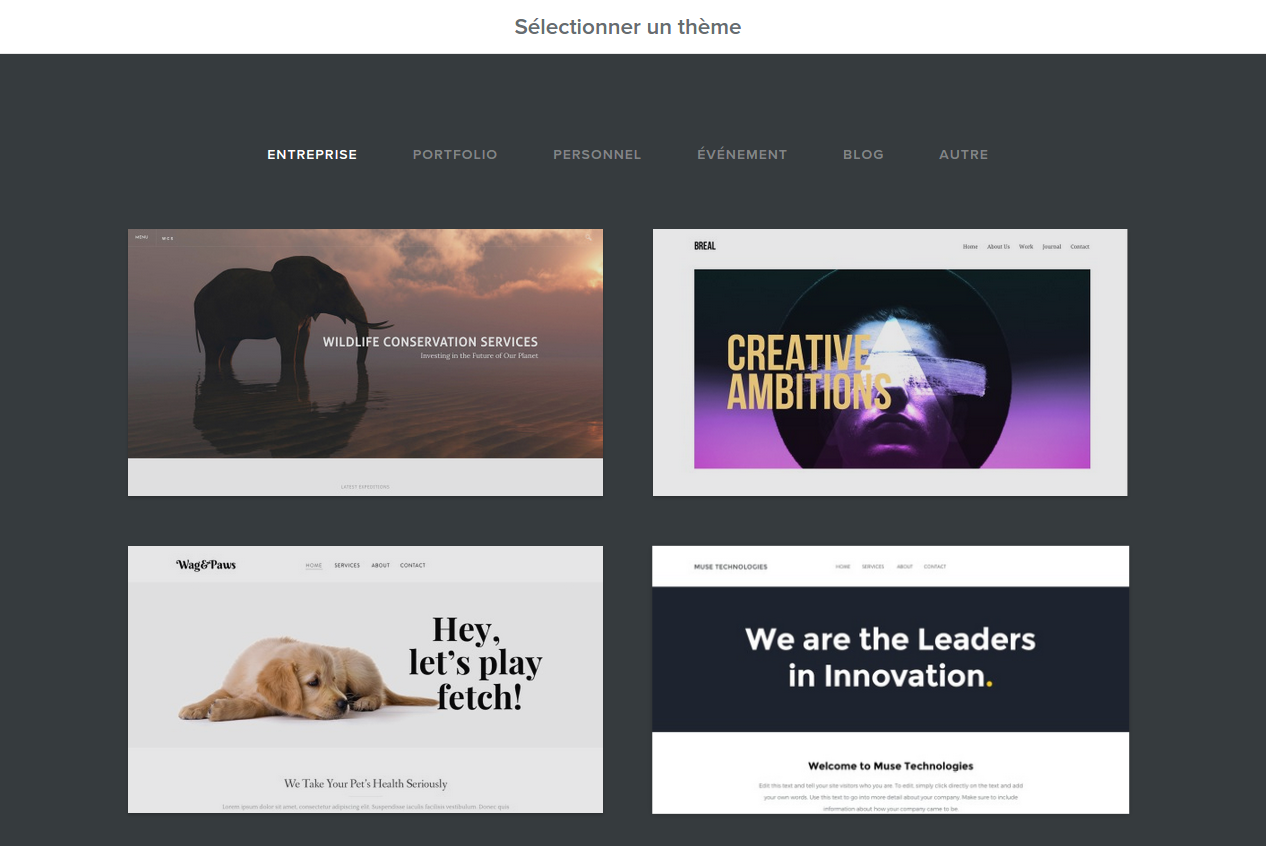 Sélectionner un thème
ENTREPRISE PORTFOLIO PERSONNEL ÉVÉNEMENT BLOG AUTRE
MENU WCS
WILDLIFE CONSERVATION SERVICES
Investing in the Future of Our Planet
LATEST EXPEDITIONS
BREAL Home About Us Work Journal Contact
CREATIVE
AMBITIONS
Wag&Paws HOME SERVICES ABOUT CONTACT
Hey,
let's play
fetch!
We Take Your Pet's Health Seriously
Lorem ipsum dolor sit amet, consectetur adipiscing elit. Suspendisse iaculis facilisis vestibulum. Donec quis
MUSE TECHNOLOGIES HOME SERVICES ABOUT CONTACT
We are the Leaders
in Innovation.
Welcome to Muse Technologies
Edit this text and tell your site visitors who you are. To edit, simply click directly on the text and add
your own words. Use this text to go into more detail about your company. Make sure to include
information about how your company came to be.